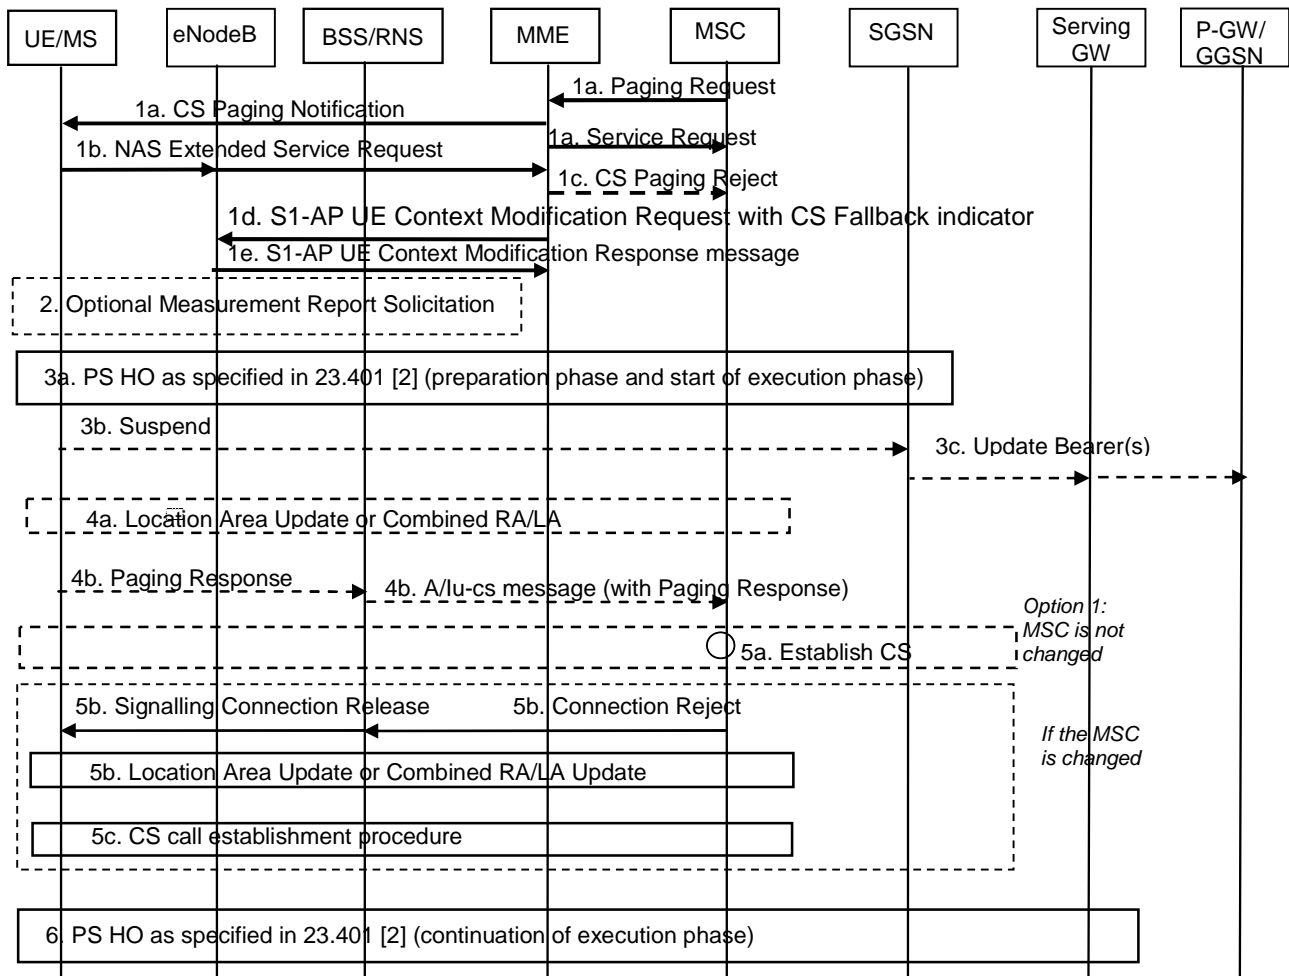 UE/MS
eNodeB
BSS/RNS
MME
MSC
SGSN
Serving
GW
P-GW/
GGSN
1a. Paging Request
1a. CS Paging Notification
1a. Service Request
1b. NAS Extended Service Request
1c. CS Paging Reject
1d. S1-AP UE Context Modification Request with CS Fallback indicator
1e. S1-AP UE Context Modification Response message
2. Optional Measurement Report Solicitation
3a. PS HO as specified in 23.401 [2] (preparation phase and start of execution phase)
3b. Suspend
3c. Update Bearer(s)
4a. Location Area Update or Combined RA/LA
4b. Paging Response
4b. A/Iu-cs message (with Paging Response)
Option 1:
MSC is not
changed
5a. Establish CS
5b. Signalling Connection Release
5b. Connection Reject
If the MSC
is changed
5b. Location Area Update or Combined RA/LA Update
5c. CS call establishment procedure
6. PS HO as specified in 23.401 [2] (continuation of execution phase)